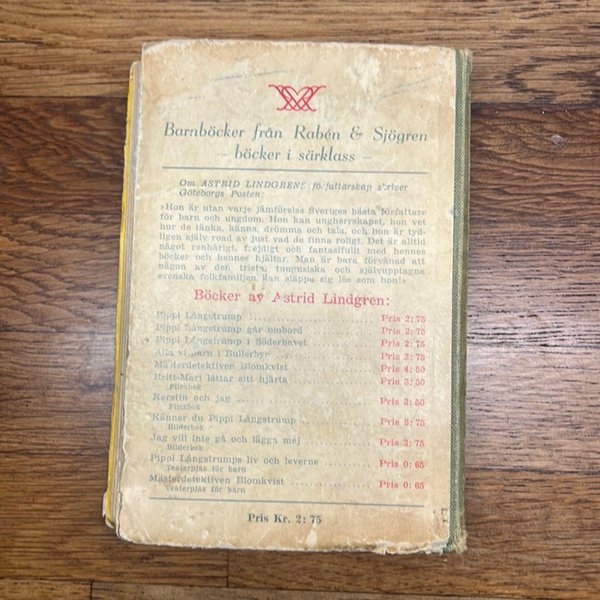 Barnböcker från Rabén & Sjögren
– böcker i särklass –
Om ASTRID LINDGRENS författarskap skriver
Göteborgs Posten:
»Hon är utan varje jämförelse Sveriges bästa författare
för barn och ungdom. Hon kan ungherrskapet, hon vet
hur de tänka, känna, drömma och tala, och hon är tyd-
ligen själv road av just vad de finna roligt. Det är alltid
något renhårigt, frejdigt och fantasifullt med hennes
böcker och hennes hjältar. Man är bara förvånad att
någon av den trista, tungusiska och självupptagna
svenska folkfamiljen kan släppa sig lös som hon!»
Böcker av Astrid Lindgren:
Pippi Långstrump Pris 2: 75
Pippi Långstrump går ombord Pris 2: 75
Pippi Långstrump i Söderhavet Pris 2: 75
Alla vi barn i Bullerbyn Pris 3: 75
Mästerdetektiven Blomkvist Pris 4: 50
Britt-Mari lättar sitt hjärta Pris 3: 50
Flickbok
Kerstin och jag Pris 3: 50
Flickbok
Känner du Pippi Långstrump Pris 5: 75
Bilderbok
Jag vill inte gå och lägga mej Pris 3: 75
Bilderbok
Pippi Långstrumps liv och leverne Pris 0: 65
Teaterpjäs för barn
Mästerdetektiven Blomkvist Pris 0: 65
Teaterpjäs för barn
Pris Kr. 2: 75